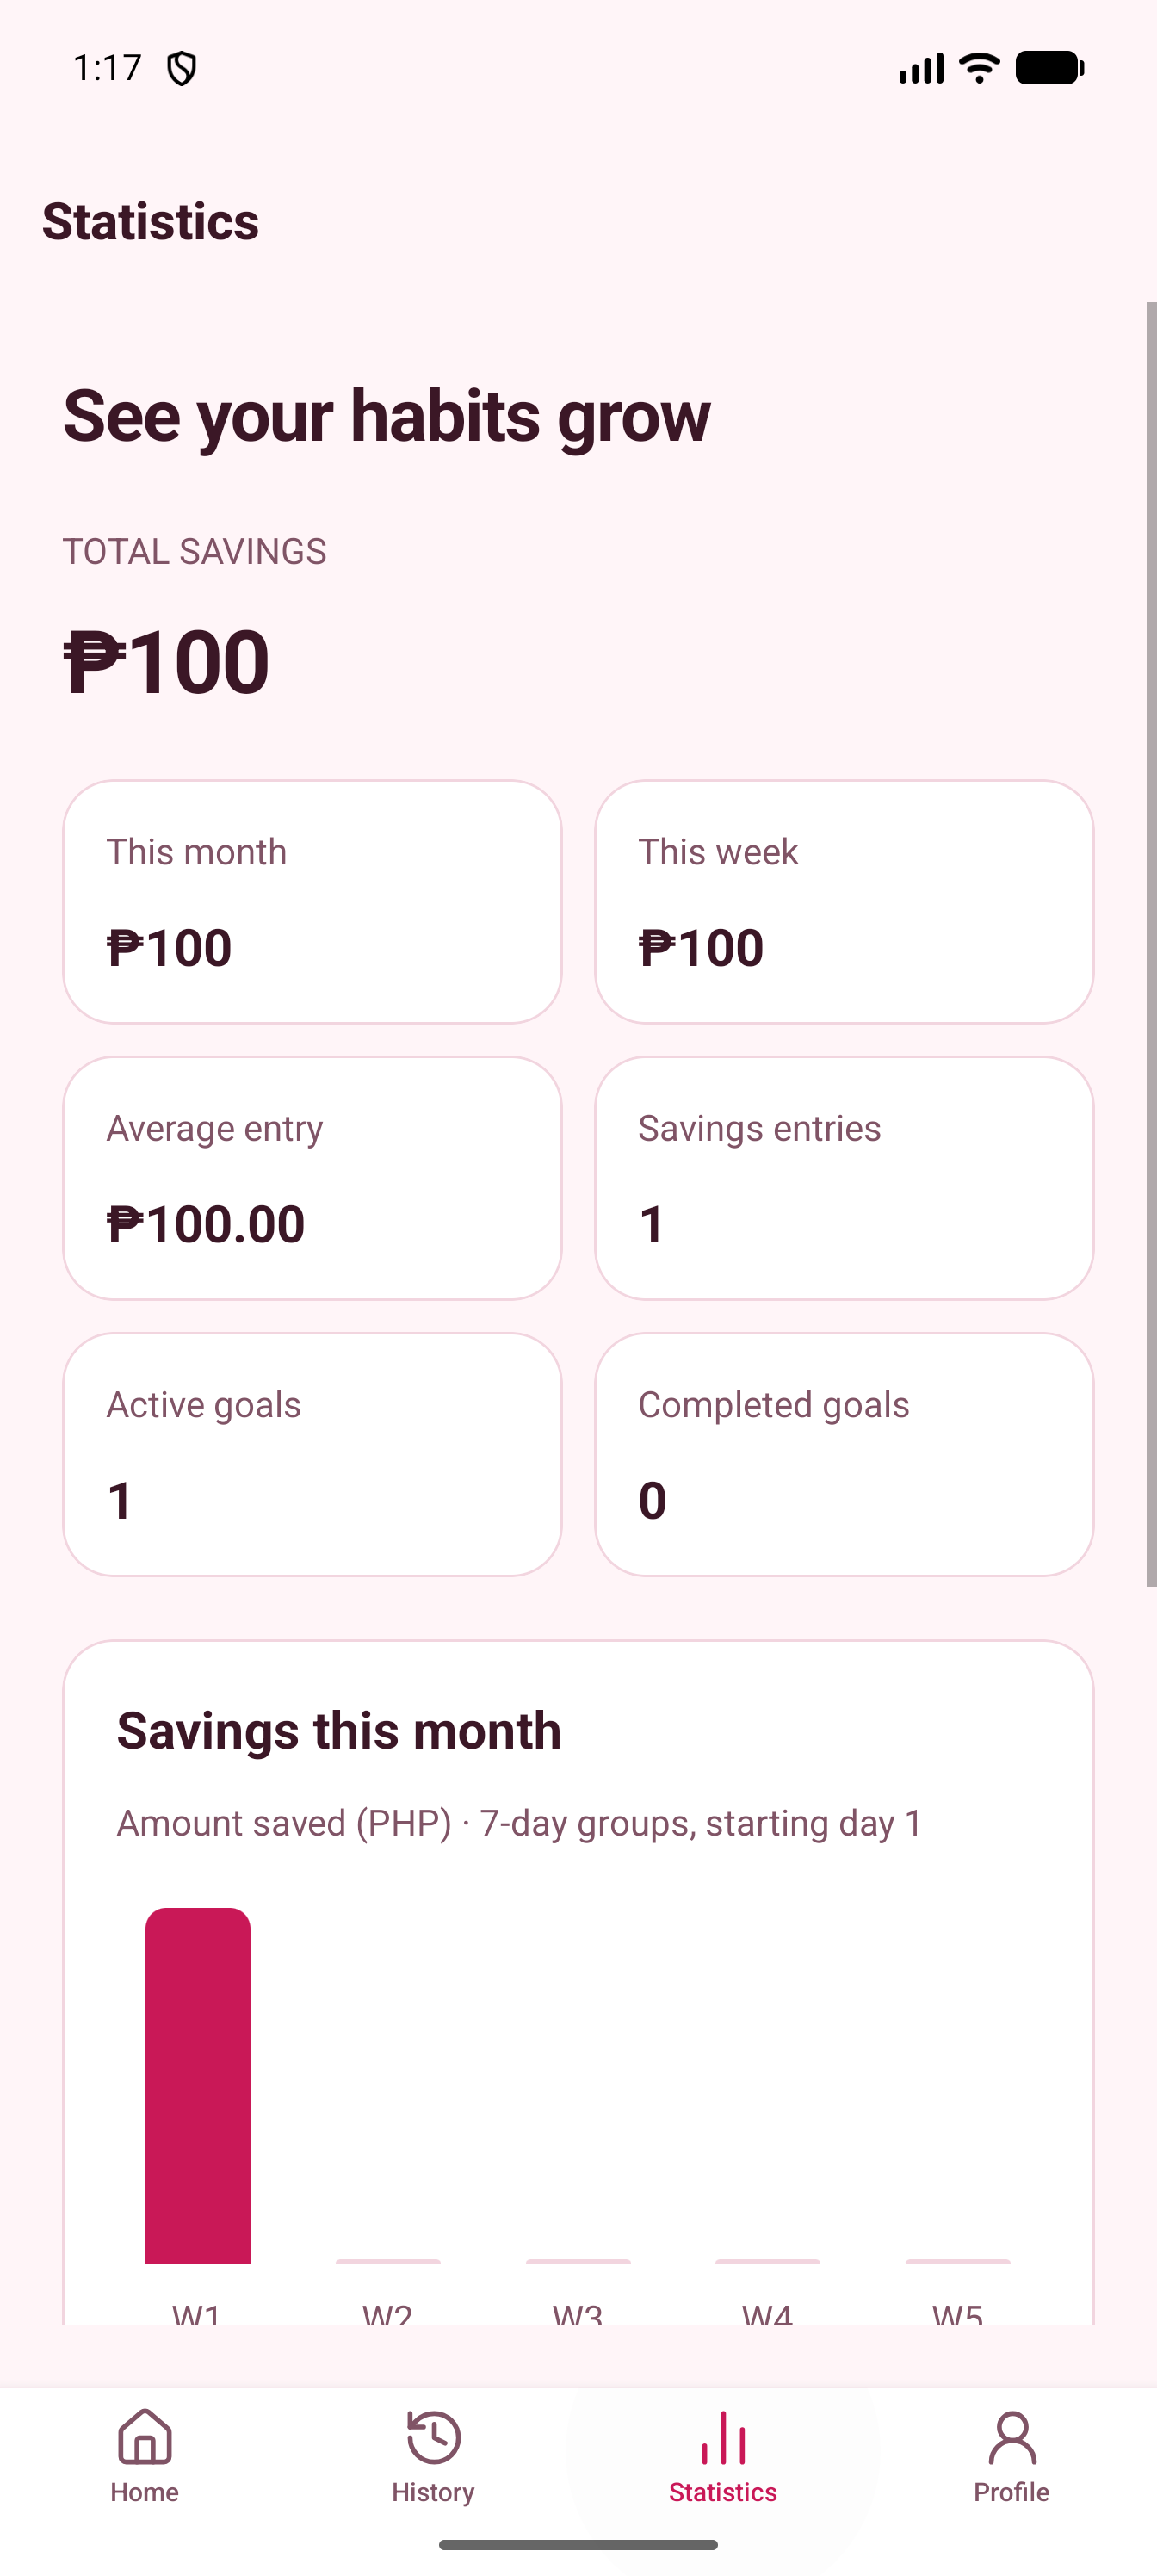 1:17
Statistics
See your habits grow
TOTAL SAVINGS
₱100
This month
This week
₱100
₱100
Average entry
Savings entries
₱100.00
1
Active goals
Completed goals
1
0
Savings this month
Amount saved (PHP) · 7-day groups, starting day 1
W1 W2 W3 W4 W5
Home History Statistics Profile